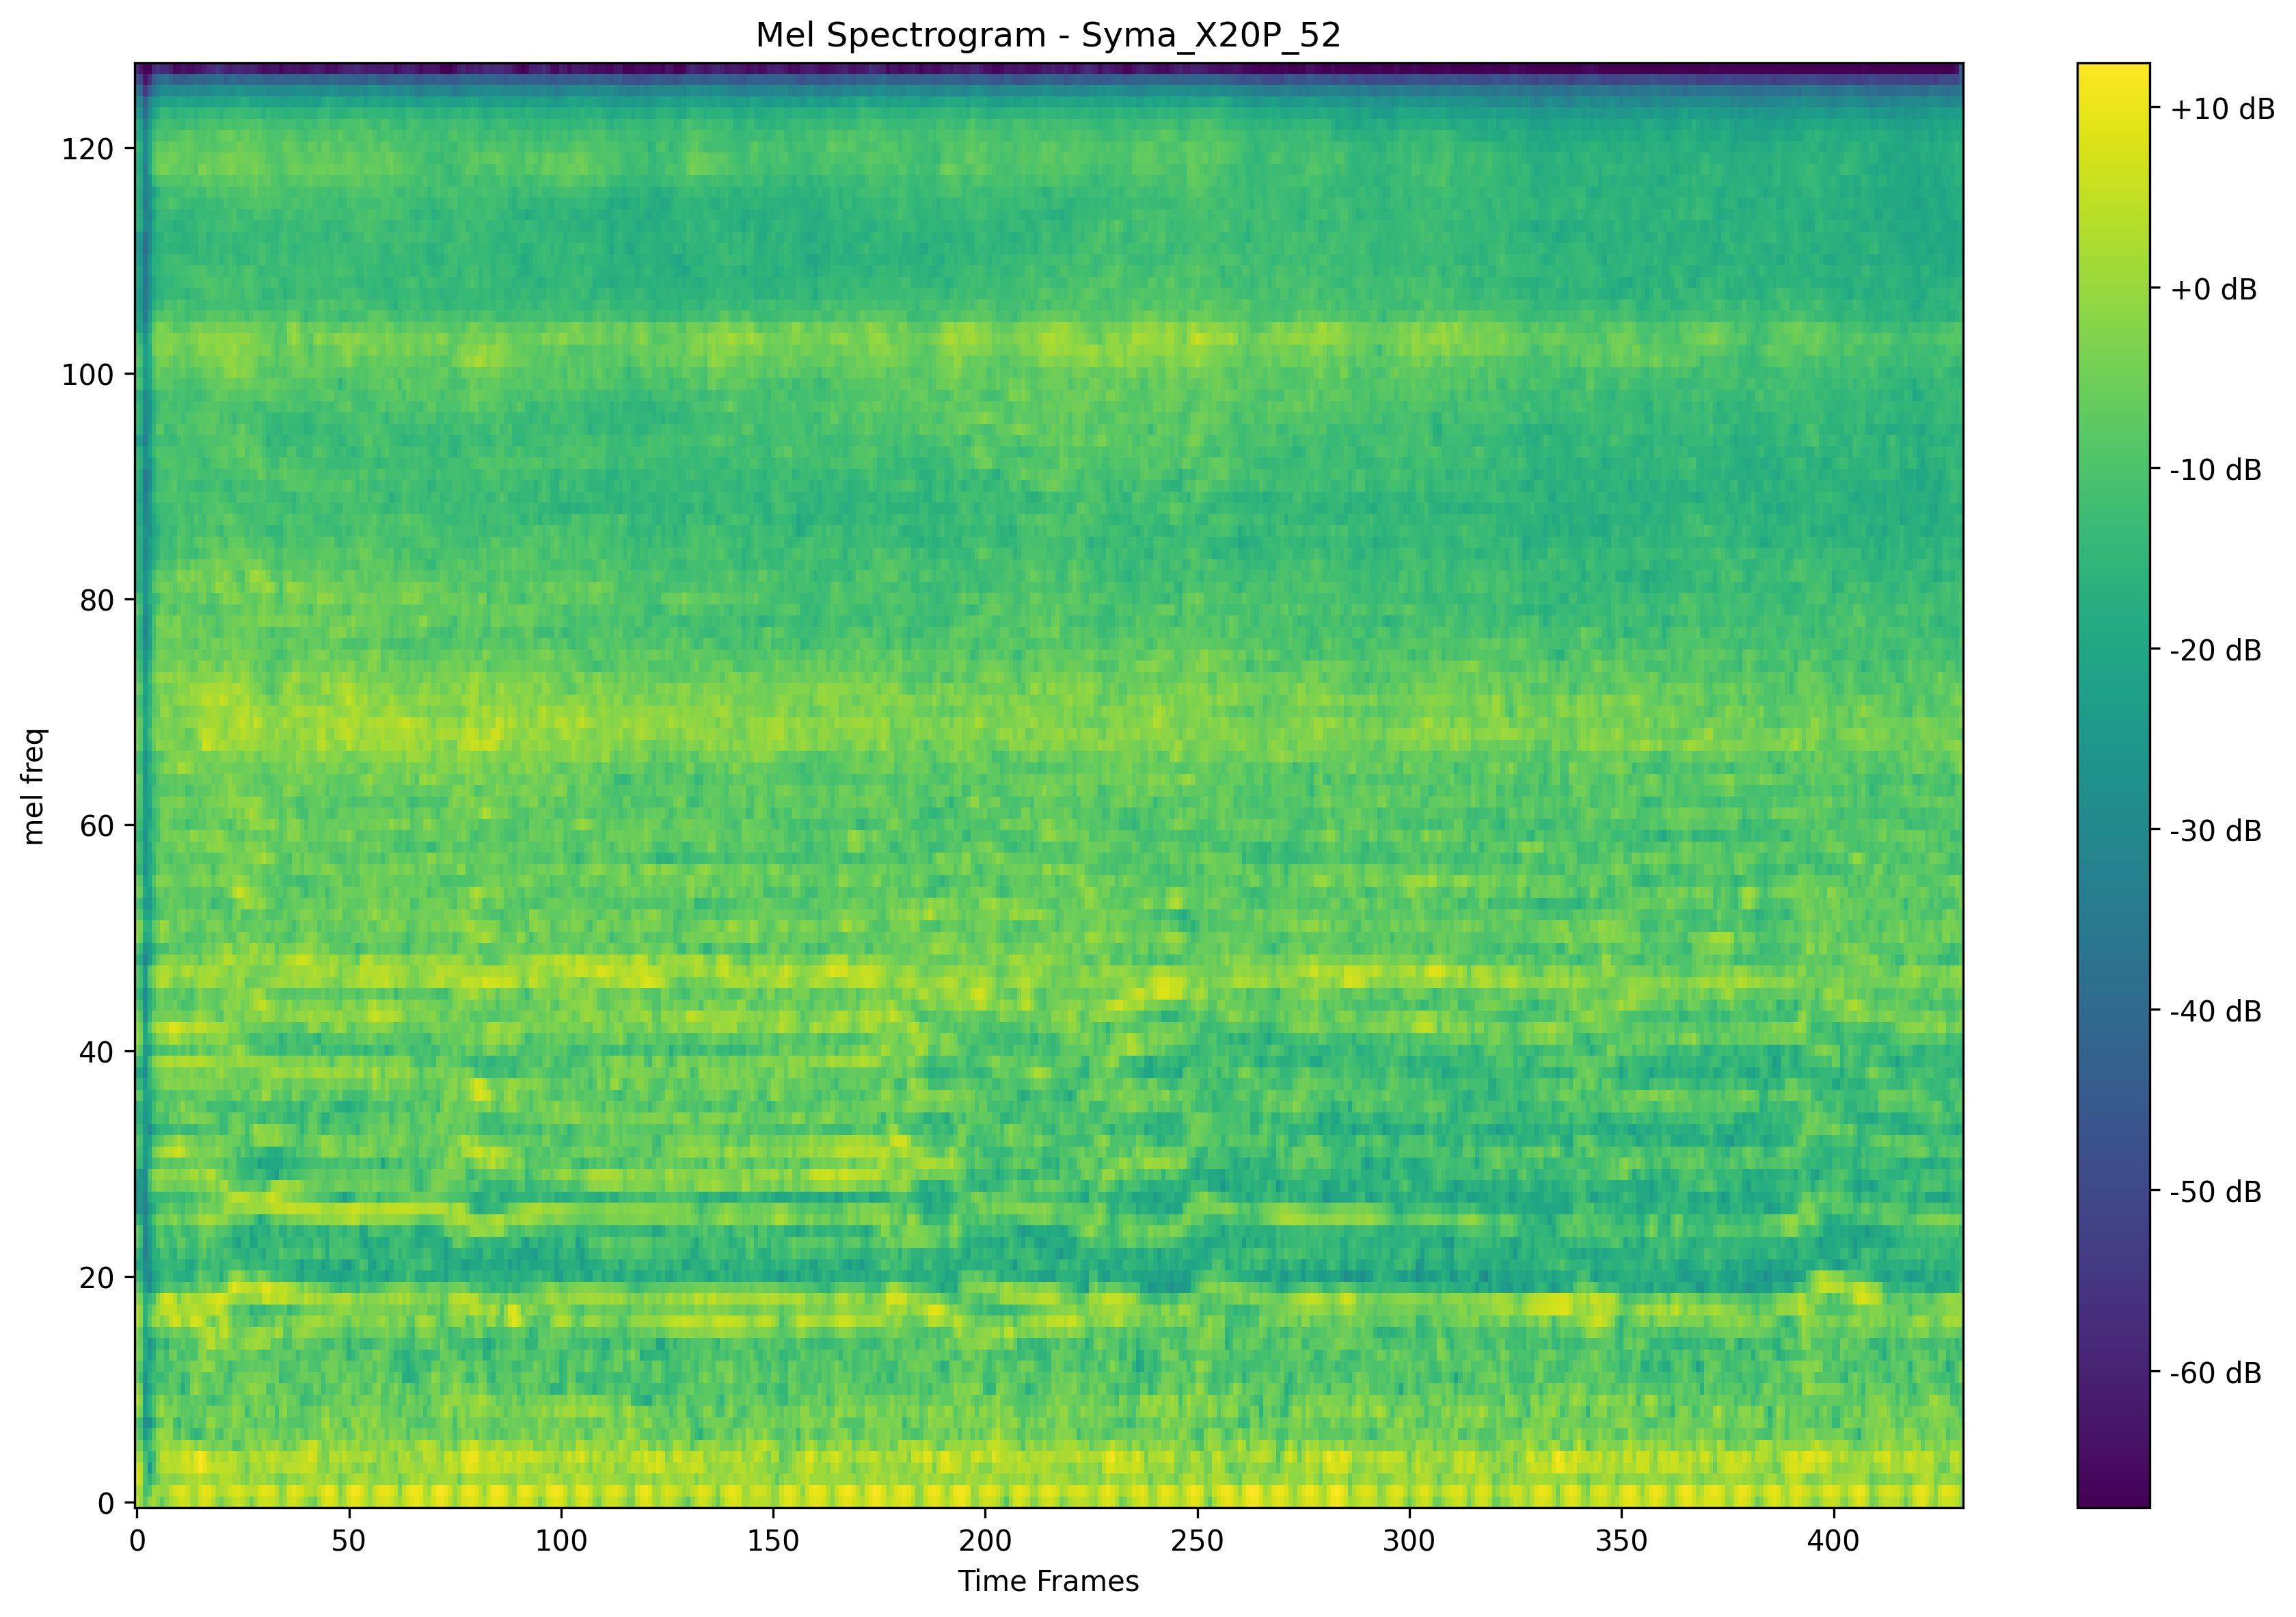 Mel Spectrogram - Syma_X20P_52
mel freq
120
100
80
60
40
20
0
0 50 100 150 200 250 300 350 400
Time Frames
+10 dB
+0 dB
-10 dB
-20 dB
-30 dB
-40 dB
-50 dB
-60 dB